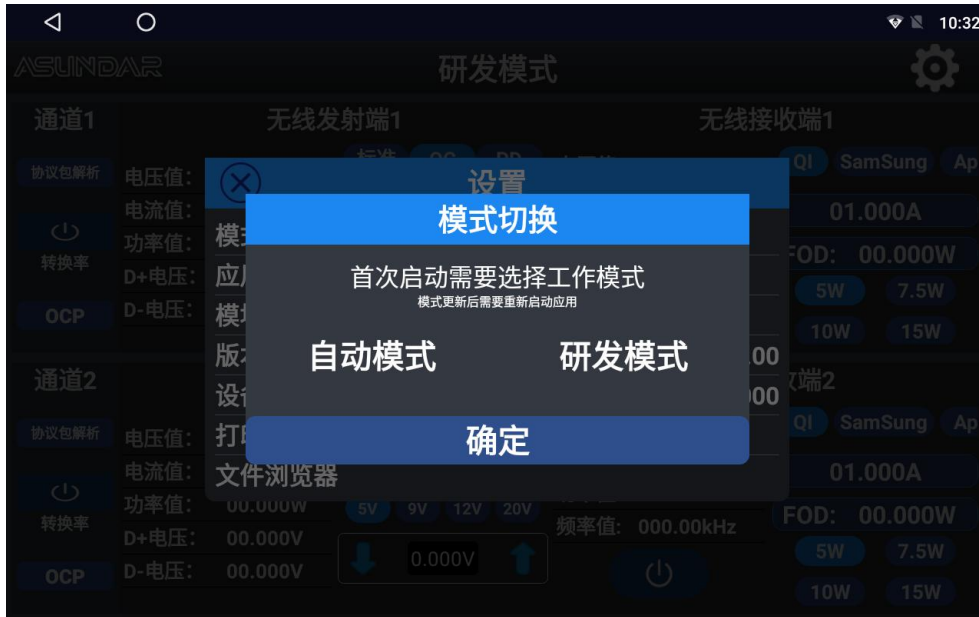 10:32
ASUNDAR
研发模式
通道1
无线发射端1
无线接收端1
协议包解析
电压值:
QI SamSung
设置
电流值:
01.000A
模式切换
功率值:
转换率
FOD: 00.000W
首次启动需要选择工作模式
D+电压:
模式更新后需要重新启动应用
5W 7.5W
OCP
D-电压:
10W 15W
自动模式 研发模式
00
通道2
000
QI SamSung
协议包解析
电压值:
确定
电流值:
文件浏览器
01.000A
功率值: 00.000W
5V 9V 12V 20V
转换率
频率值: 000.00kHz
FOD: 00.000W
D+电压: 00.000V
0.000V
5W 7.5W
OCP
D-电压: 00.000V
10W 15W